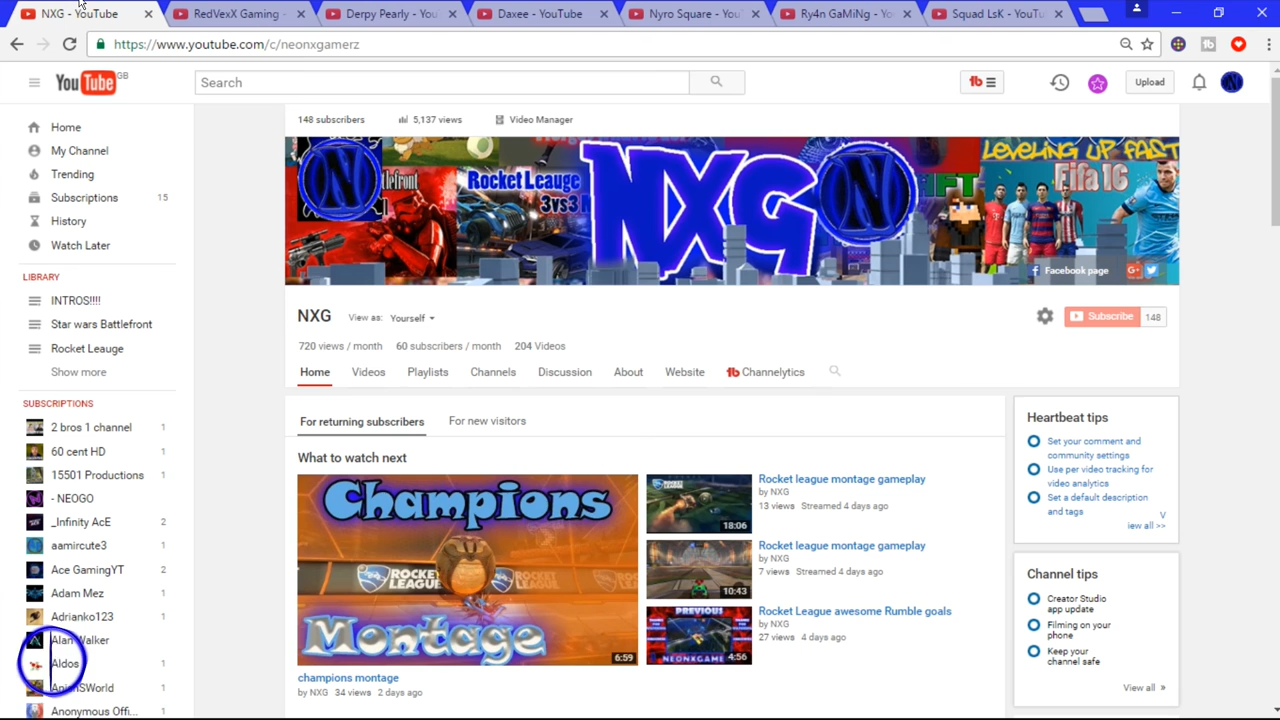 NXG - YouTube
RedVexX Gaming -
Derpy Pearly - You
Daxee - YouTube
Nyro Square - YouT
Ry4n GaMiNg - Yo
Squad LsK - YouTu
https://www.youtube.com/c/neonxgamerz
YouTube GB
Search
Upload
Home
My Channel
Trending
Subscriptions 15
History
Watch Later
LIBRARY
INTROS!!!!
Star wars Battlefront
Rocket Leauge
Show more
SUBSCRIPTIONS
2 bros 1 channel 1
60 cent HD 1
15501 Productions 1
- NEOGO
_Infinity AcE 2
aamircute3 1
Ace GamingYT 2
Adam Mez 1
Adrianko123 1
Alan Walker
Aldos 1
1
Anonymous Offi... 1
148 subscribers
5,137 views
Video Manager
Rocket Leauge
3vs3
NXG
LEVELING UP FAST
Fifa 16
Facebook page
NXG
View as: Yourself
Subscribe 148
720 views / month
60 subscribers / month
204 Videos
Home
Videos
Playlists
Channels
Discussion
About
Website
Channelytics
For returning subscribers
For new visitors
What to watch next
Champions
ROCKET LEAGUE
Montage
6:59
champions montage
by NXG 34 views 2 days ago
18:06
Rocket league montage gameplay
by NXG
13 views Streamed 4 days ago
10:43
Rocket league montage gameplay
by NXG
7 views Streamed 4 days ago
PREVIOUS
4:56
Rocket League awesome Rumble goals
by NXG
27 views 4 days ago
Heartbeat tips
Set your comment and
community settings
Use per video tracking for
video analytics
Set a default description
and tags
V
iew all >>
Channel tips
Creator Studio
app update
Filming on your
phone
Keep your
channel safe
View all »